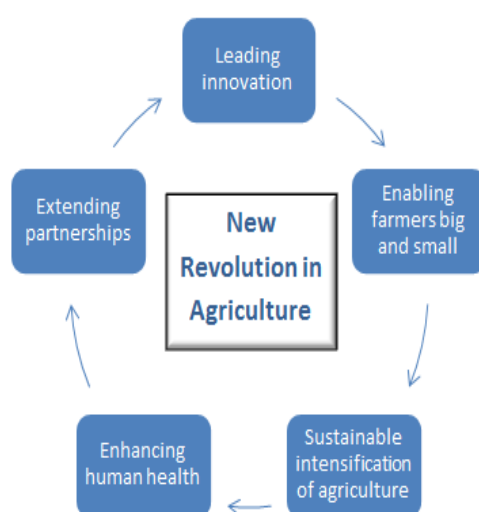 Leading
innovation
Enabling
farmers big
and small
Sustainable
intensification
of agriculture
Enhancing
human health
Extending
partnerships
New
Revolution in
Agriculture